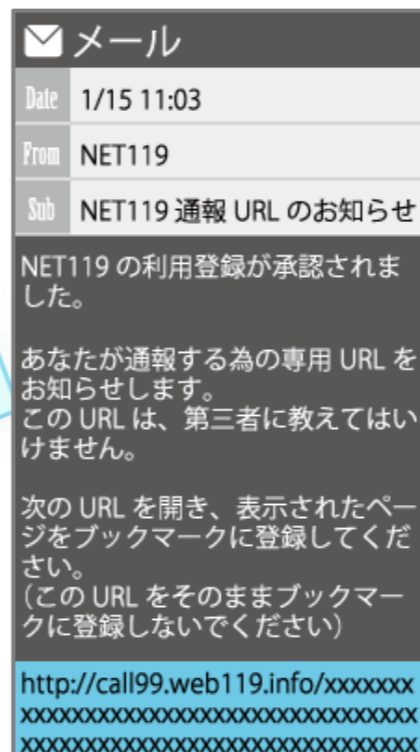 メール
Date 1/15 11:03
From NET119
Sub NET119 通報 URL のお知らせ
NET119 の利用登録が承認されま
した。
あなたが通報する為の専用 URL を
お知らせします。
この URL は、第三者に教えてはい
けません。
次の URL を開き、表示されたペー
ジをブックマークに登録してくだ
さい。
(この URL をそのままブックマー
クに登録しないでください)
http://call99.web119.info/xxxxxxx
xxxxxxxxxxxxxxxxxxxxxxxxxxxxxxx
xxxxxxxxxxxxxxxxxxxxxxxxxxxxxxx